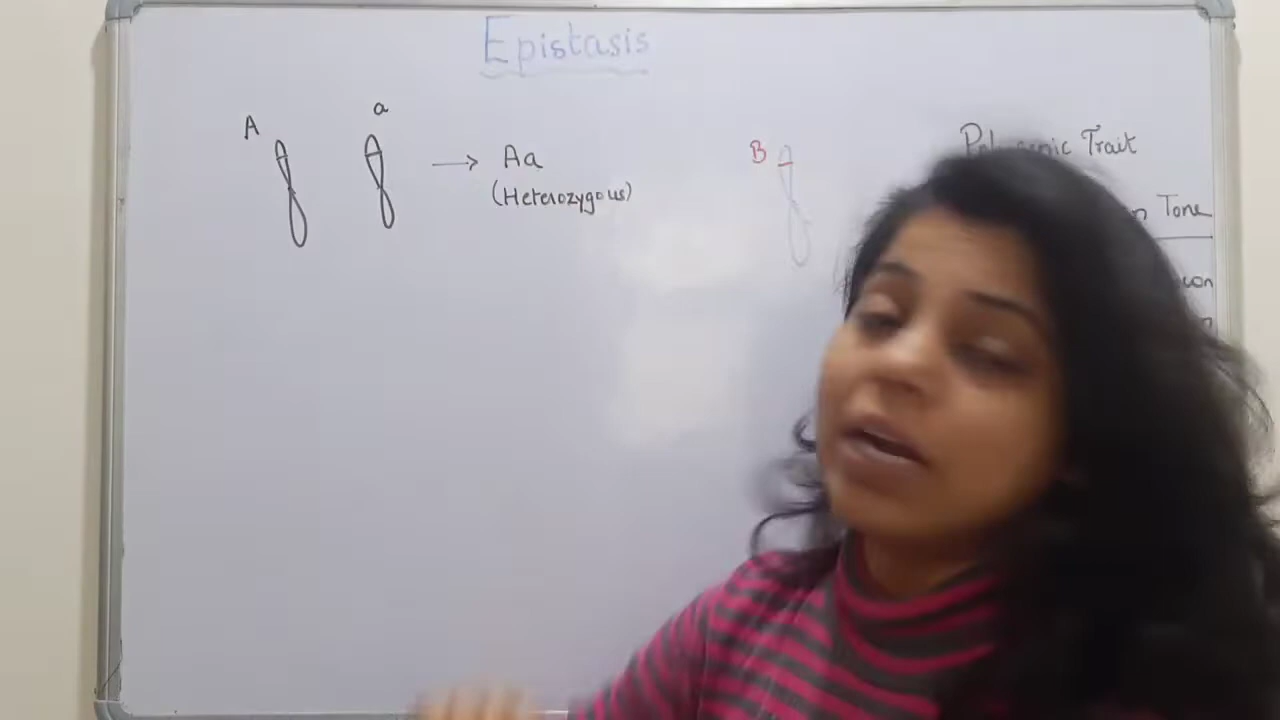 Epistasis
A a → Aa
(Heterozygous)
B
Trait
Tone